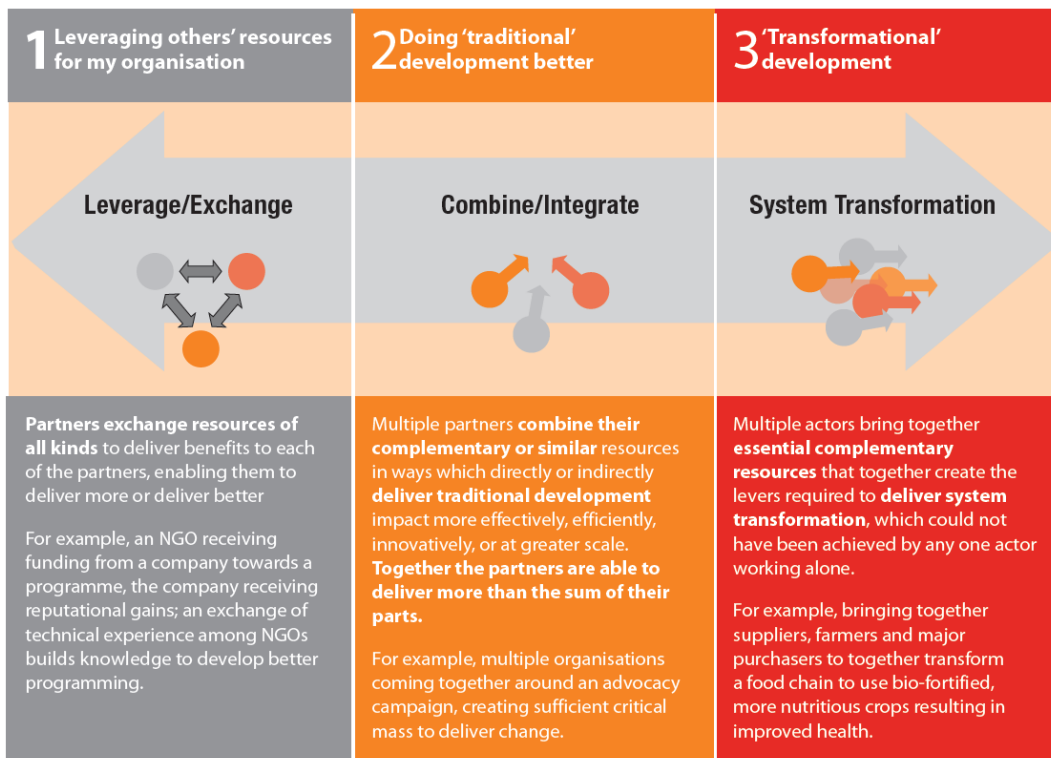 1 Leveraging others’ resources
for my organisation
2 Doing ‘traditional’
development better
3 ‘Transformational’
development
Leverage/Exchange
Combine/Integrate
System Transformation
Partners exchange resources of
all kinds to deliver benefits to each
of the partners, enabling them to
deliver more or deliver better
For example, an NGO receiving
funding from a company towards a
programme, the company receiving
reputational gains; an exchange of
technical experience among NGOs
builds knowledge to develop better
programming.
Multiple partners combine their
complementary or similar resources
in ways which directly or indirectly
deliver traditional development
impact more effectively, efficiently,
innovatively, or at greater scale.
Together the partners are able to
deliver more than the sum of their
parts.
For example, multiple organisations
coming together around an advocacy
campaign, creating sufficient critical
mass to deliver change.
Multiple actors bring together
essential complementary
resources that together create the
levers required to deliver system
transformation, which could not
have been achieved by any one actor
working alone.
For example, bringing together
suppliers, farmers and major
purchasers to together transform
a food chain to use bio-fortified,
more nutritious crops resulting in
improved health.